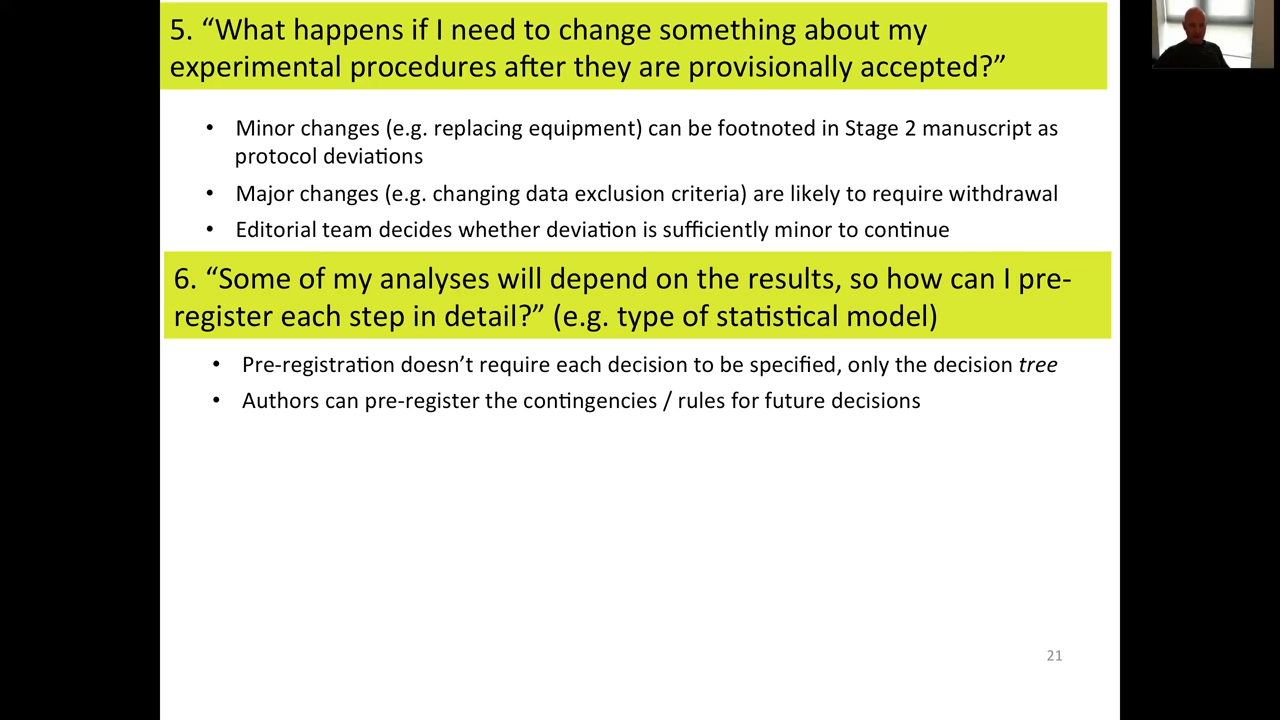 5. “What happens if I need to change something about my
experimental procedures after they are provisionally accepted?”
• Minor changes (e.g. replacing equipment) can be footnoted in Stage 2 manuscript as
protocol deviations
• Major changes (e.g. changing data exclusion criteria) are likely to require withdrawal
• Editorial team decides whether deviation is sufficiently minor to continue
6. “Some of my analyses will depend on the results, so how can I pre-
register each step in detail?” (e.g. type of statistical model)
• Pre-registration doesn’t require each decision to be specified, only the decision tree
• Authors can pre-register the contingencies / rules for future decisions
21